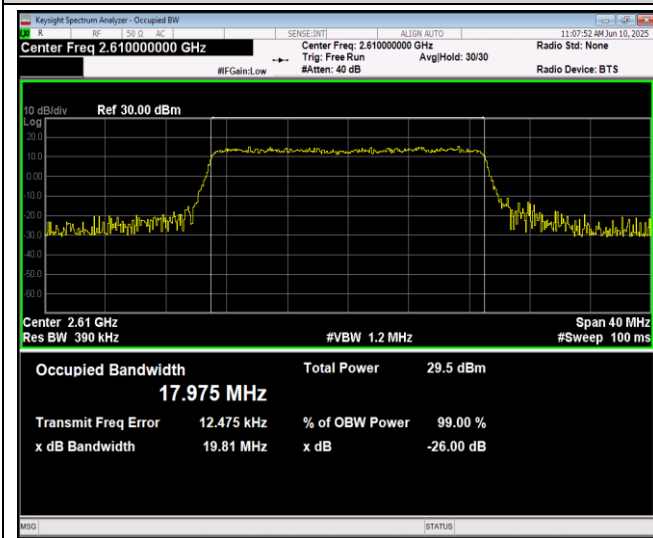 Keysight Spectrum Analyzer - Occupied BW
R RF 50 Ω AC SENSE:INT ALIGN AUTO 11:07:52 AM Jun 10, 2025
Center Freq 2.610000000 GHz
Center Freq: 2.610000000 GHz
Radio Std: None
Trig: Free Run Avg|Hold: 30/30
#IFGain:Low #Atten: 40 dB Radio Device: BTS
10 dB/div Ref 30.00 dBm
Log
20.0
10.0
0.00
-10.0
-20.0
-30.0
-40.0
-50.0
-60.0
Center 2.61 GHz Span 40 MHz
Res BW 390 kHz #VBW 1.2 MHz #Sweep 100 ms
Occupied Bandwidth Total Power 29.5 dBm
17.975 MHz
Transmit Freq Error 12.475 kHz % of OBW Power 99.00 %
x dB Bandwidth 19.81 MHz x dB -26.00 dB
MSG STATUS